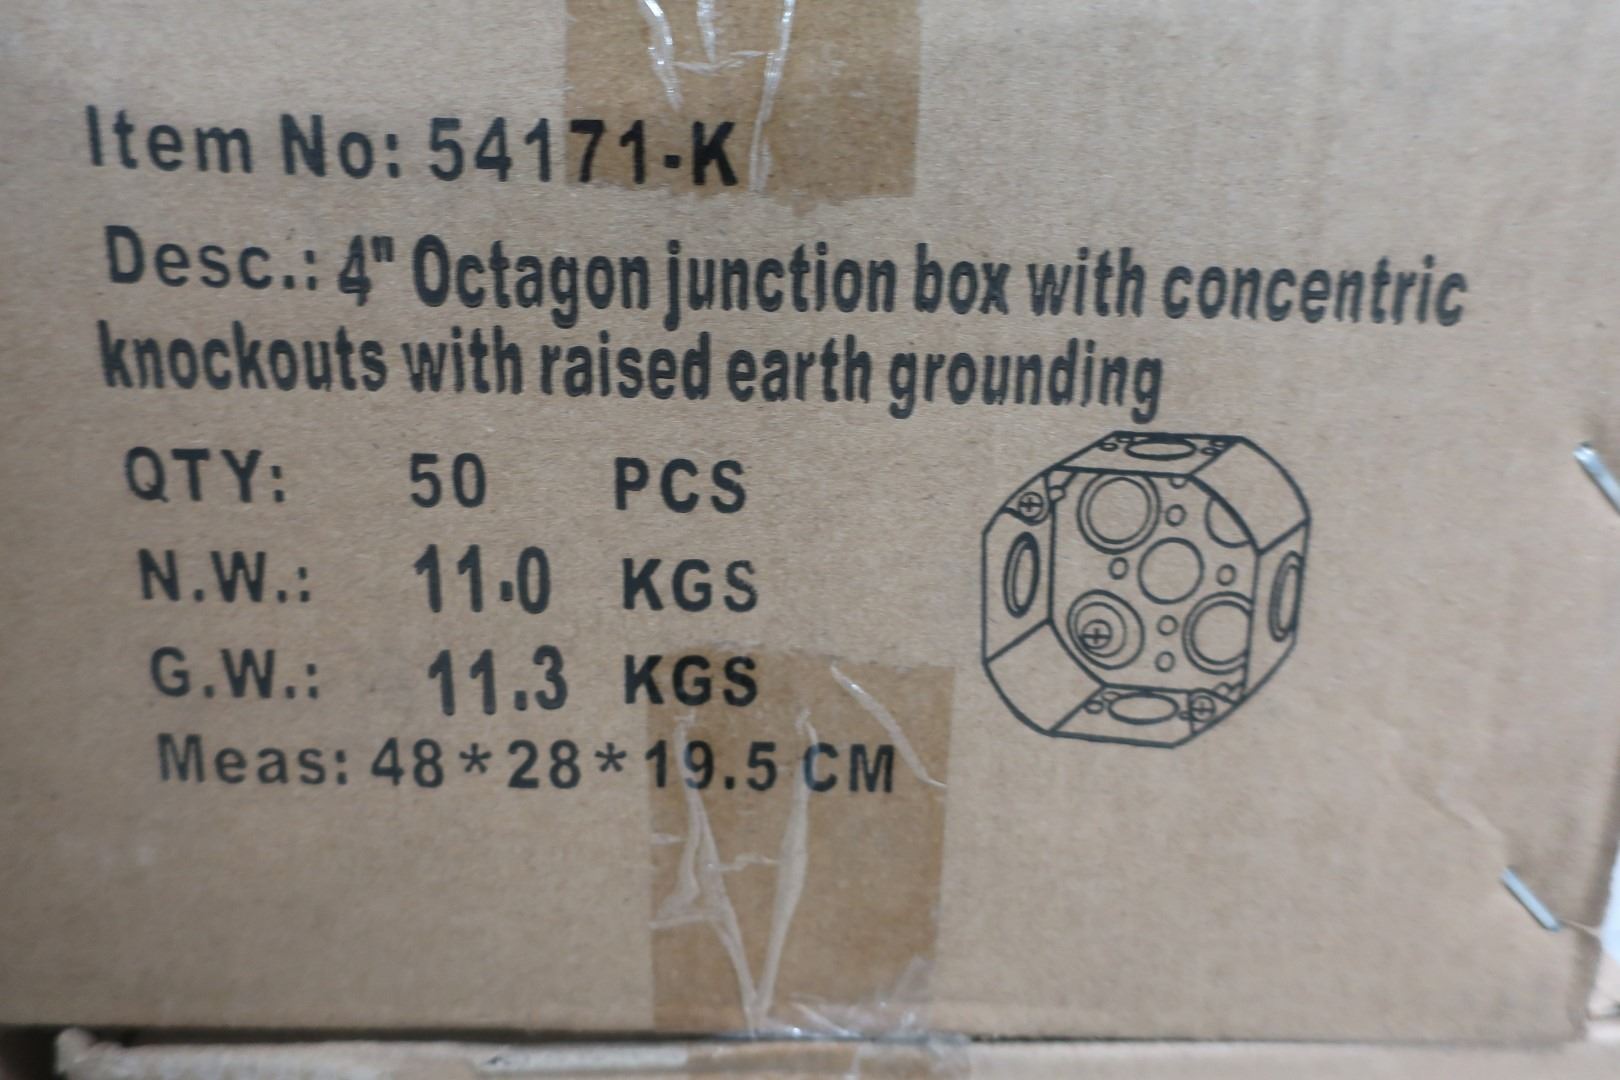 Item No: 54171-K
Desc.: 4" Octagon junction box with concentric
knockouts with raised earth grounding
QTY: 50 PCS
N.W.: 11.0 KGS
G.W.: 11.3 KGS
Meas: 48*28*19.5 CM